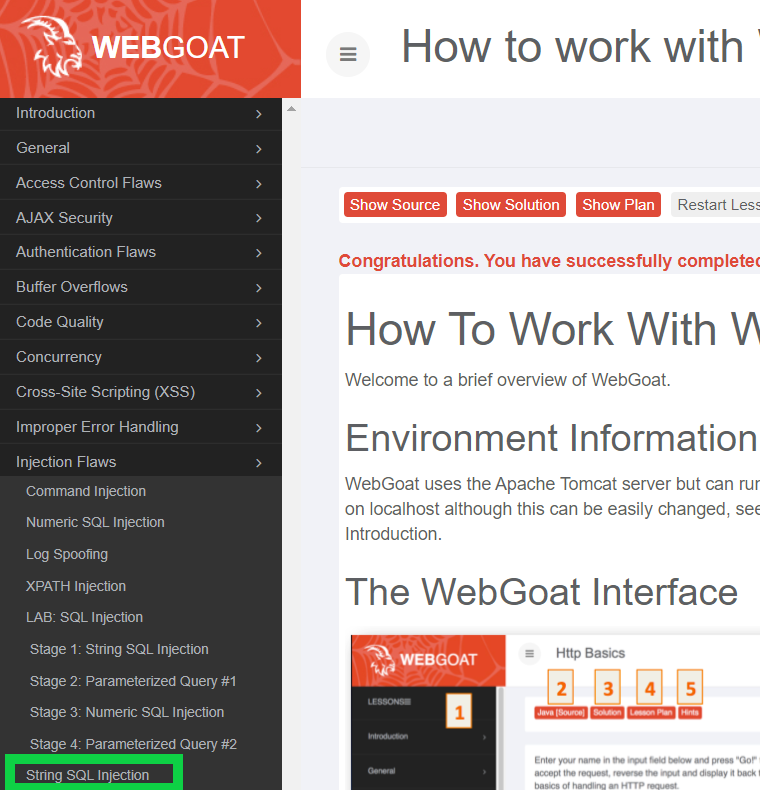 WEBGOAT
How to work with
Introduction
General
Access Control Flaws
AJAX Security
Authentication Flaws
Buffer Overflows
Code Quality
Concurrency
Cross-Site Scripting (XSS)
Improper Error Handling
Injection Flaws
Command Injection
Numeric SQL Injection
Log Spoofing
XPATH Injection
LAB: SQL Injection
Stage 1: String SQL Injection
Stage 2: Parameterized Query #1
Stage 3: Numeric SQL Injection
Stage 4: Parameterized Query #2
String SQL Injection
Show Source Show Solution Show Plan Restart Less
Congratulations. You have successfully completed
How To Work With W
Welcome to a brief overview of WebGoat.
Environment Information
WebGoat uses the Apache Tomcat server but can run
on localhost although this can be easily changed, see
Introduction.
The WebGoat Interface
WEBGOAT
Http Basics
1 2 3 4 5
Java [Source] Solution Lesson Plan Hints
LESSONS
Introduction
General
Enter your name in the input field below and press "Go!"
accept the request, reverse the input and display it back
basics of handling an HTTP request.